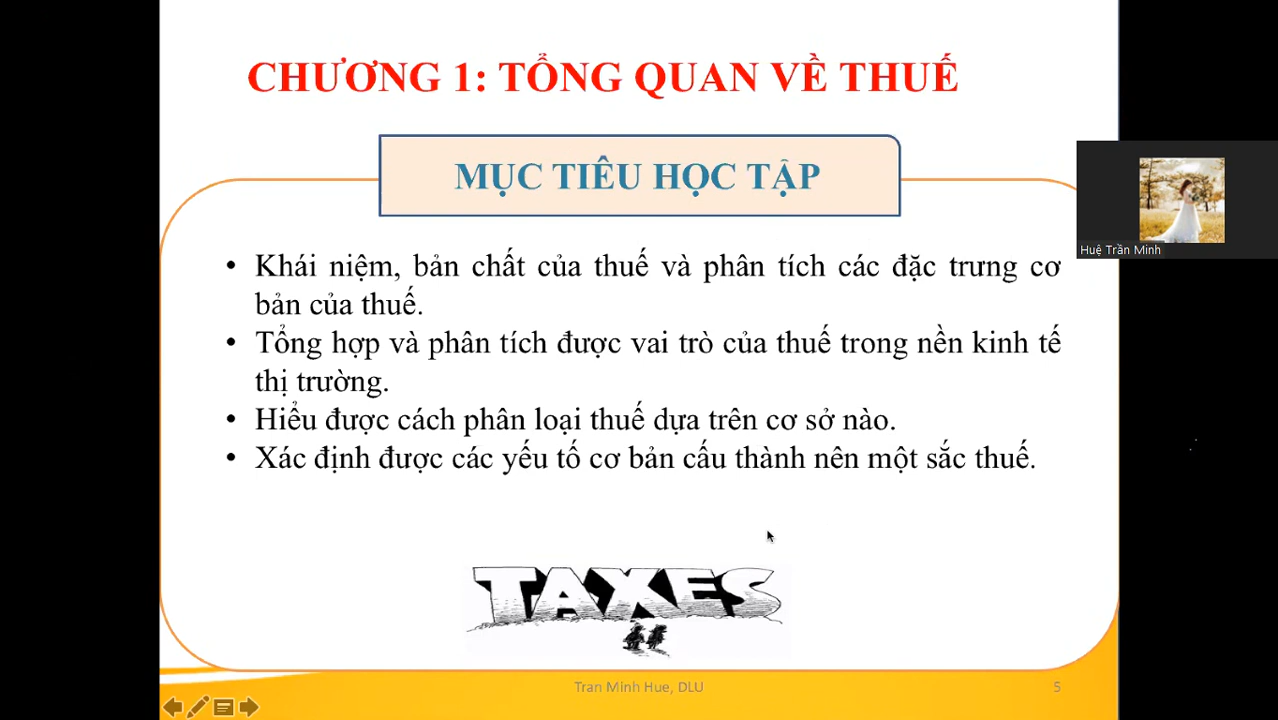 CHƯƠNG 1: TỔNG QUAN VỀ THUẾ
MỤC TIÊU HỌC TẬP
Huệ Trần Minh
• Khái niệm, bản chất của thuế và phân tích các đặc trưng cơ
bản của thuế.
• Tổng hợp và phân tích được vai trò của thuế trong nền kinh tế
thị trường.
• Hiểu được cách phân loại thuế dựa trên cơ sở nào.
• Xác định được các yếu tố cơ bản cấu thành nên một sắc thuế.
TAXES
Tran Minh Hue, DLU
5